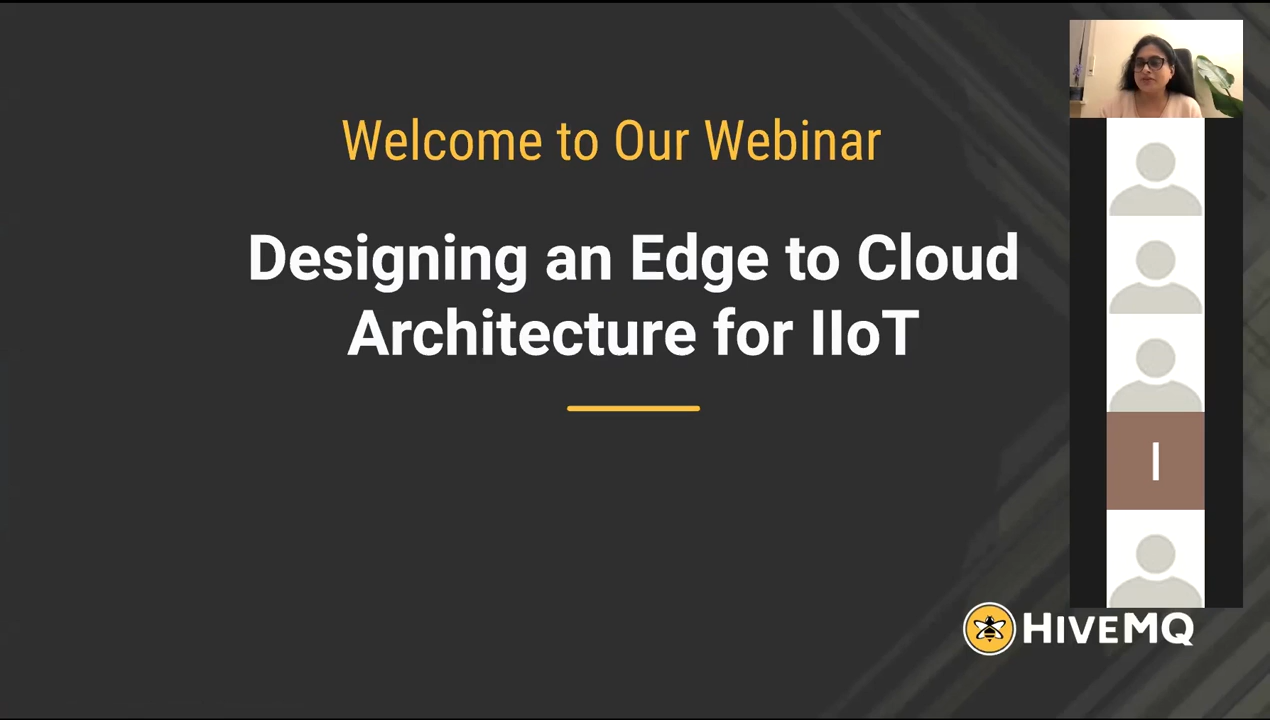 Welcome to Our Webinar
Designing an Edge to Cloud
Architecture for IIoT
I
HIVEMQ